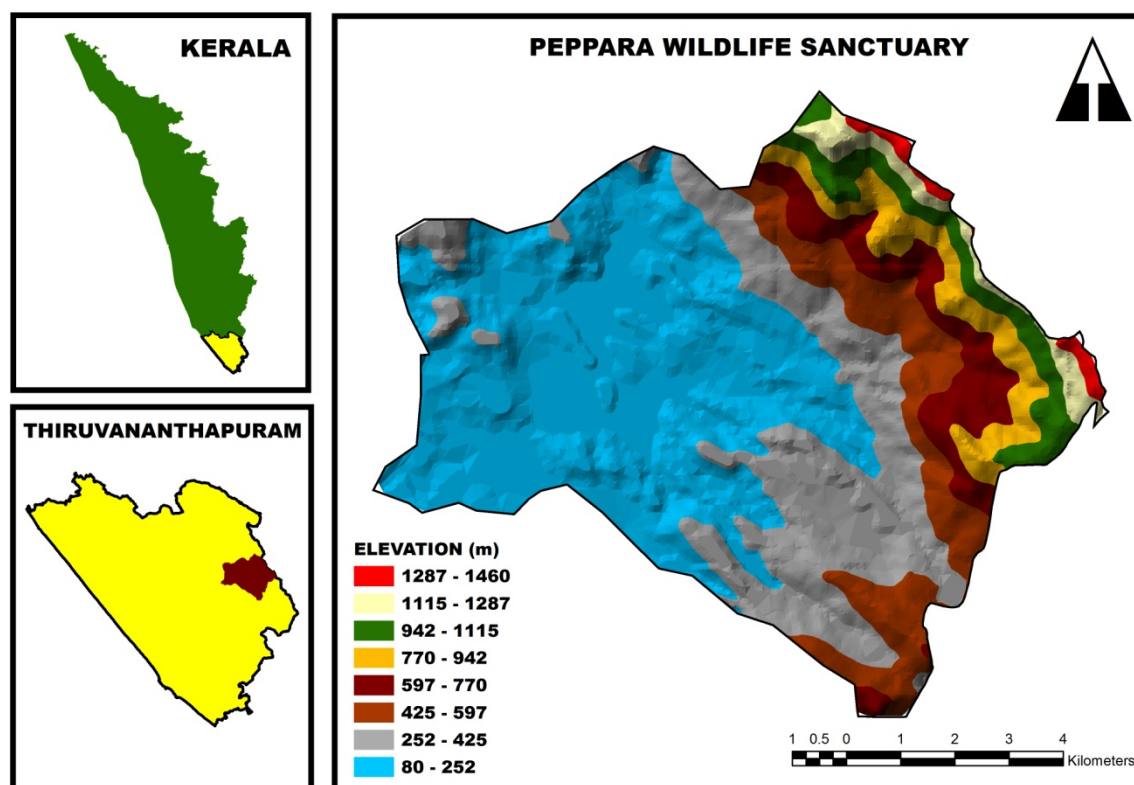 KERALA
THIRUVANANTHAPURAM
PEPPARA WILDLIFE SANCTUARY
ELEVATION (m)
1287 - 1460
1115 - 1287
942 - 1115
770 - 942
597 - 770
425 - 597
252 - 425
80 - 252
1 0.5 0 1 2 3 4
Kilometers